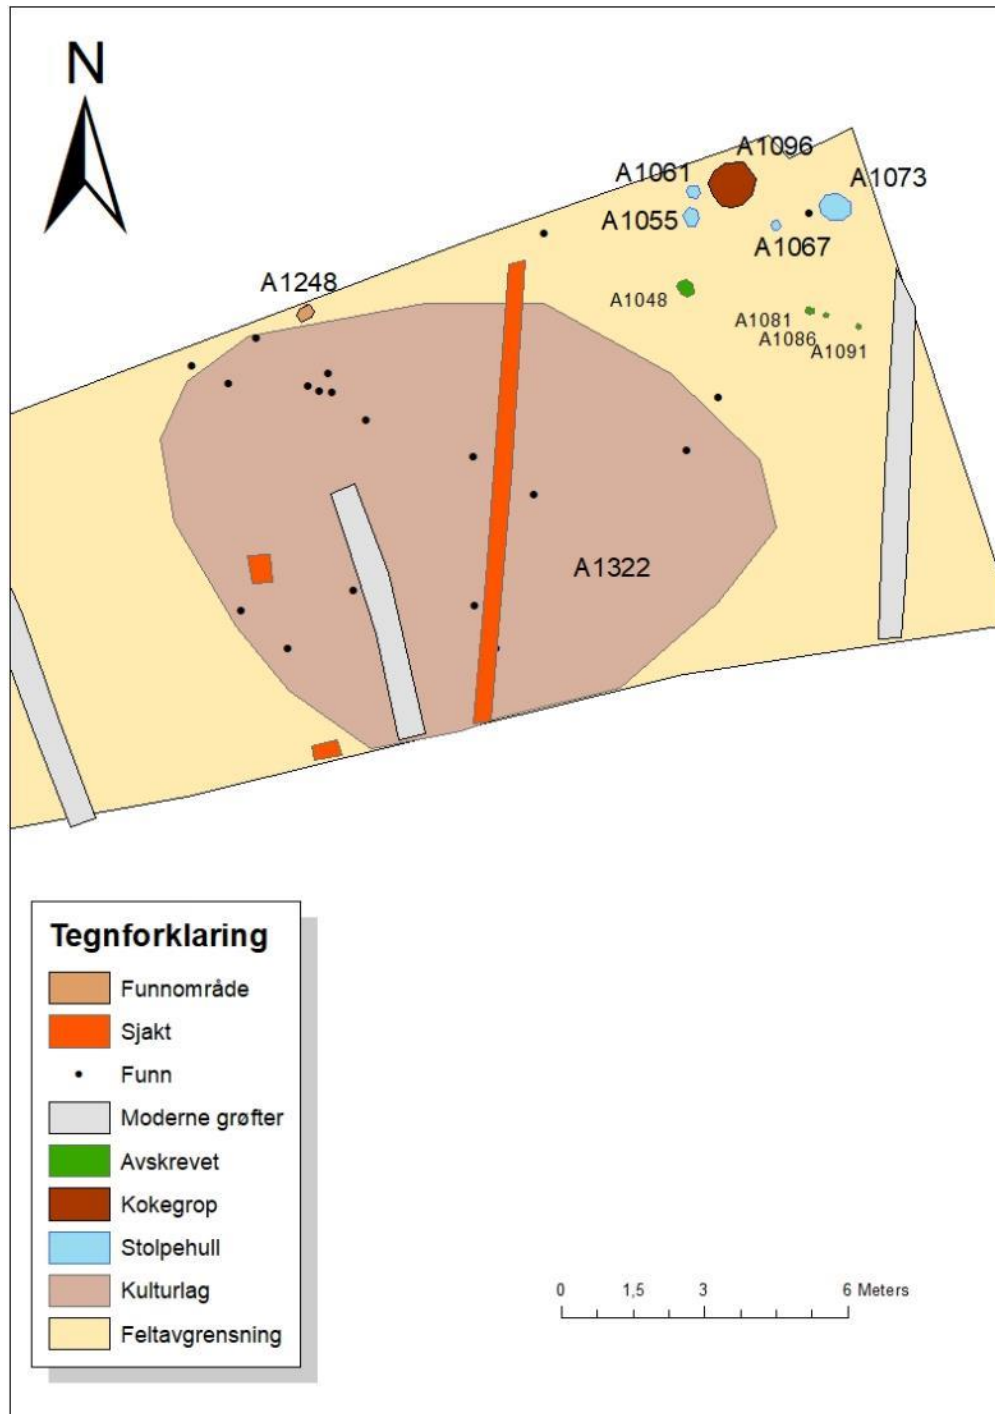 N
A1096
A1061
A1073
A1055
A1067
A1248
A1048
A1081
A1086
A1091
A1322
Tegnforklaring
Funnområde
Sjakt
Funn
Moderne grøfter
Avskrevet
Kokegrop
Stolpehull
Kulturlag
Feltavgrensning
0 1,5 3 6 Meters